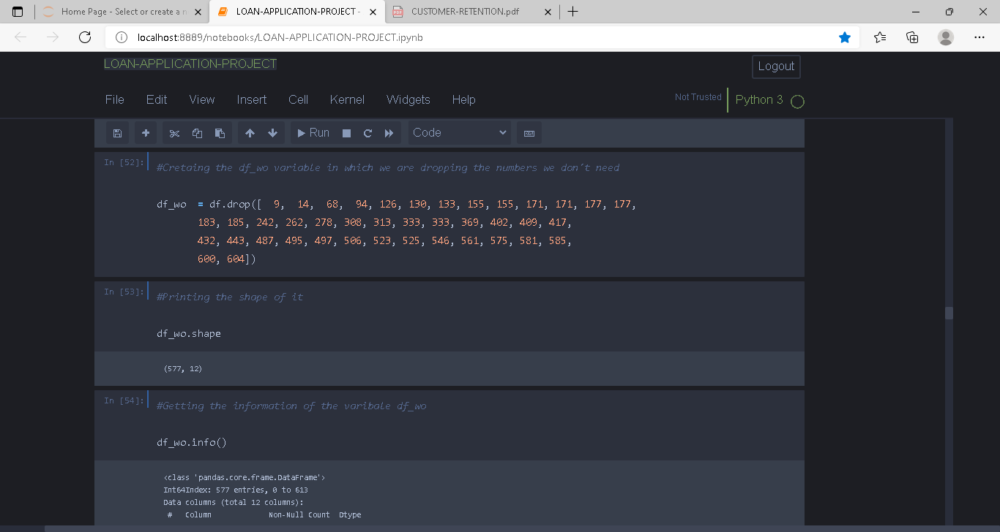 Home Page - Select or create a n
LOAN-APPLICATION-PROJECT -
CUSTOMER-RETENTION.pdf
localhost:8889/notebooks/LOAN-APPLICATION-PROJECT.ipynb
LOAN-APPLICATION-PROJECT
Logout
File Edit View Insert Cell Kernel Widgets Help
Not Trusted
Python 3
Run
Code
In [52]:
#Cretaing the df_wo variable in which we are dropping the numbers we don't need
df_wo = df.drop([ 9, 14, 68, 94, 126, 130, 133, 155, 155, 171, 171, 177, 177,
183, 185, 242, 262, 278, 308, 313, 333, 333, 369, 402, 409, 417,
432, 443, 487, 495, 497, 506, 523, 525, 546, 561, 575, 581, 585,
600, 604])
In [53]:
#Printing the shape of it
df_wo.shape
(577, 12)
In [54]:
#Getting the information of the varibale df_wo
df_wo.info()
<class 'pandas.core.frame.DataFrame'>
Int64Index: 577 entries, 0 to 613
Data columns (total 12 columns):
# Column Non-Null Count Dtype